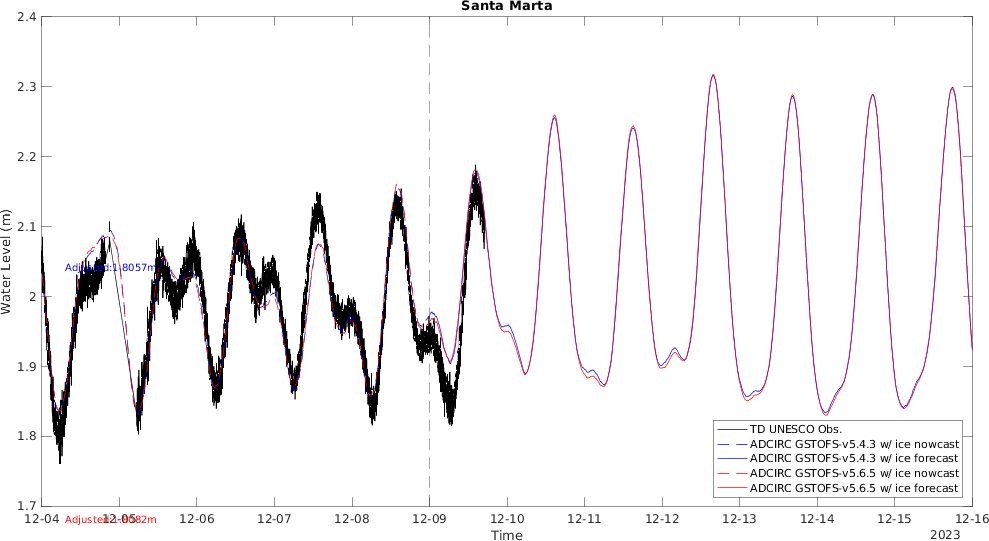 Santa Marta
2.4
2.3
2.2
2.1
2
1.9
1.8
1.7
Water Level (m)
Adjusted:1.8057m
TD UNESCO Obs.
ADCIRC GSTOFS-v5.4.3 w/ ice nowcast
ADCIRC GSTOFS-v5.4.3 w/ ice forecast
ADCIRC GSTOFS-v5.6.5 w/ ice nowcast
ADCIRC GSTOFS-v5.6.5 w/ ice forecast
12-04 12-05 12-06 12-07 12-08 12-09 12-10 12-11 12-12 12-13 12-14 12-15 12-16
Time
2023